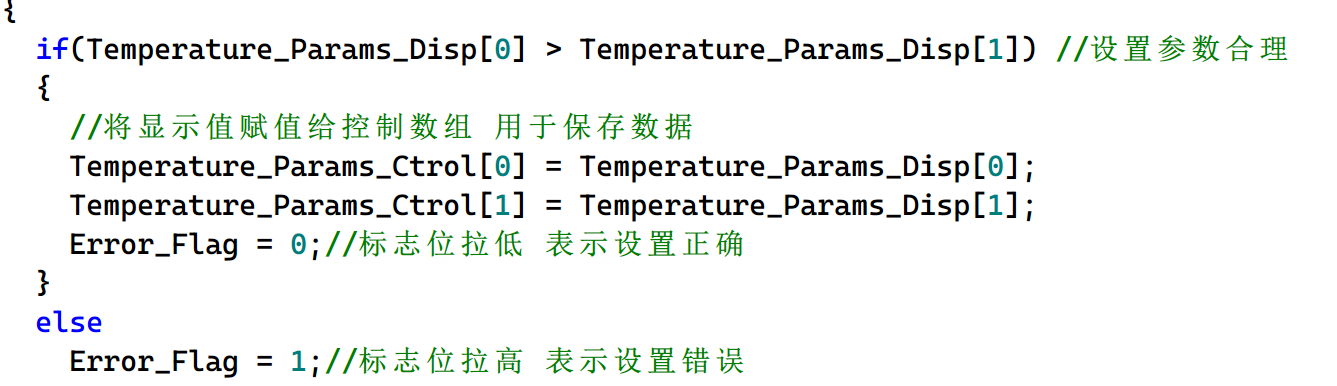 {
if(Temperature_Params_Disp[0] > Temperature_Params_Disp[1]) //设置参数合理
{
//将显示值赋值给控制数组 用于保存数据
Temperature_Params_Ctrol[0] = Temperature_Params_Disp[0];
Temperature_Params_Ctrol[1] = Temperature_Params_Disp[1];
Error_Flag = 0;//标志位拉低 表示设置正确
}
else
Error_Flag = 1;//标志位拉高 表示设置错误